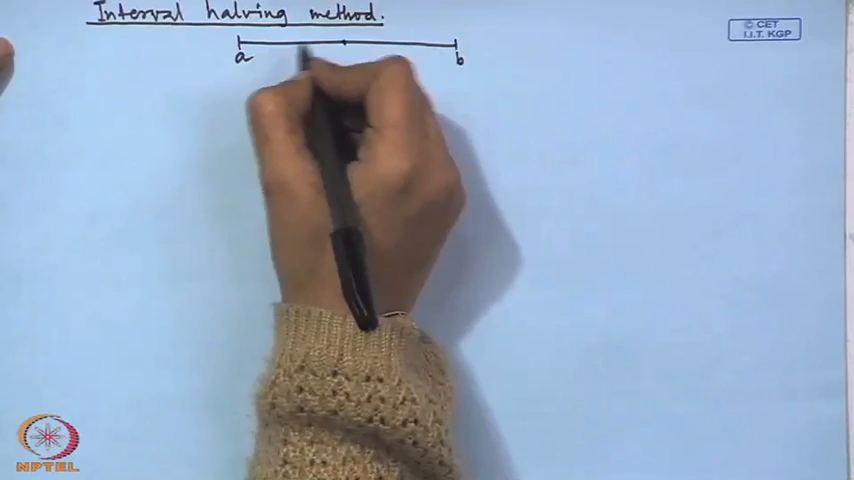 Interval halving method.
a b
© CET
I.I.T. KGP
NPTEL